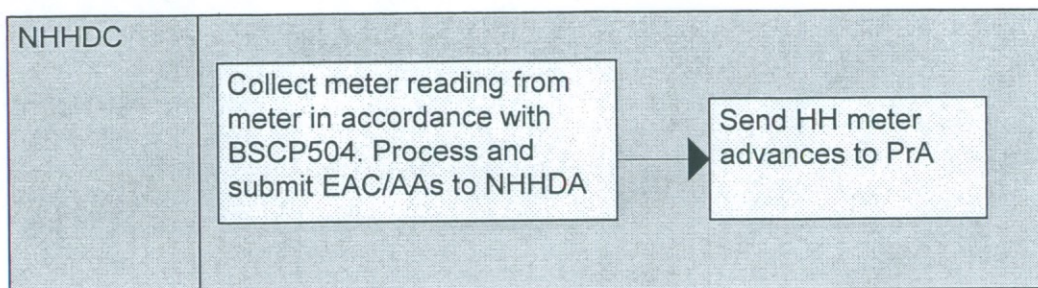 NHHDC
Collect meter reading from
meter in accordance with
BSCP504. Process and
submit EAC/AAs to NHHDA
Send HH meter
advances to PrA